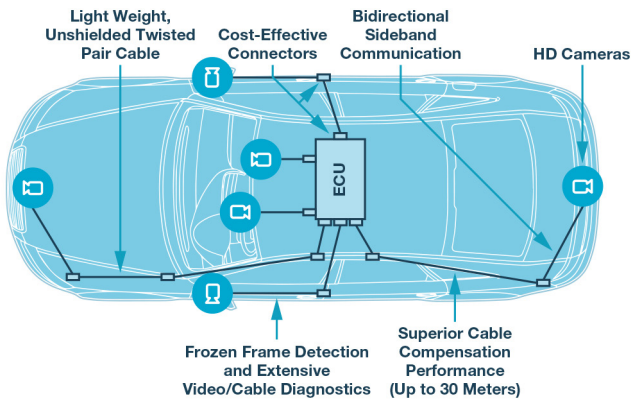 Light Weight,
Unshielded Twisted
Pair Cable
Cost-Effective
Connectors
Bidirectional
Sideband
Communication
HD Cameras
ECU
Frozen Frame Detection
and Extensive
Video/Cable Diagnostics
Superior Cable
Compensation
Performance
(Up to 30 Meters)